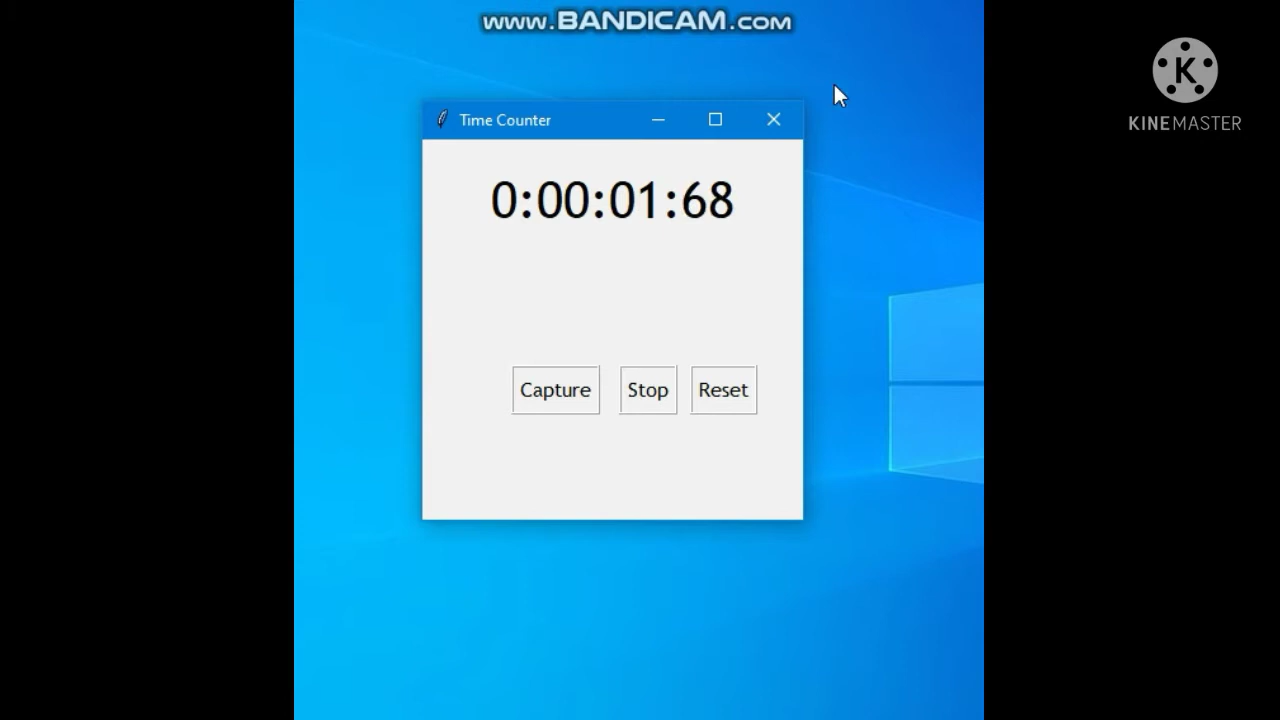 www.BANDICAM.com
K
KINEMASTER
Time Counter
0:00:01:68
Capture Stop Reset